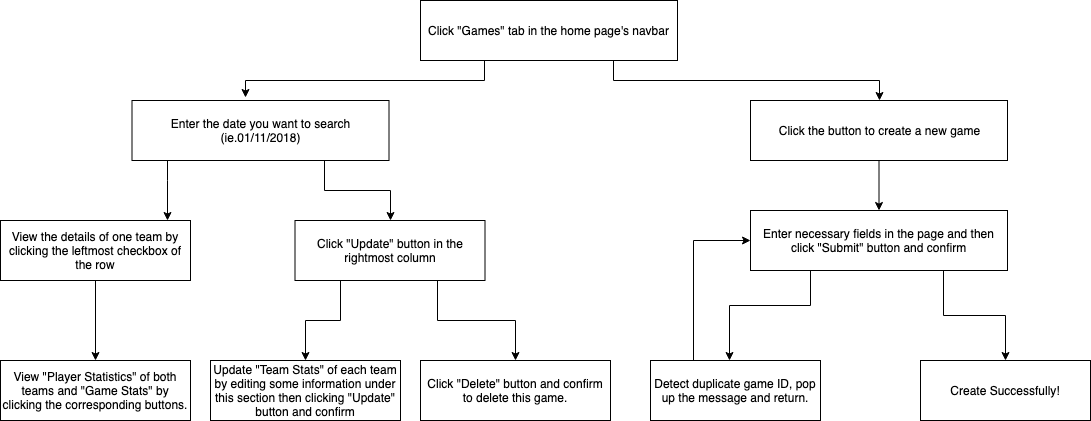 Click "Games" tab in the home page's navbar
Enter the date you want to search
(ie.01/11/2018)
Click the button to create a new game
View the details of one team by
clicking the leftmost checkbox of
the row
Click "Update" button in the
rightmost column
Enter necessary fields in the page and then
click "Submit" button and confirm
View "Player Statistics" of both
teams and "Game Stats" by
clicking the corresponding buttons.
Update "Team Stats" of each team
by editing some information under
this section then clicking "Update"
button and confirm
Click "Delete" button and confirm
to delete this game.
Detect duplicate game ID, pop
up the message and return.
Create Successfully!